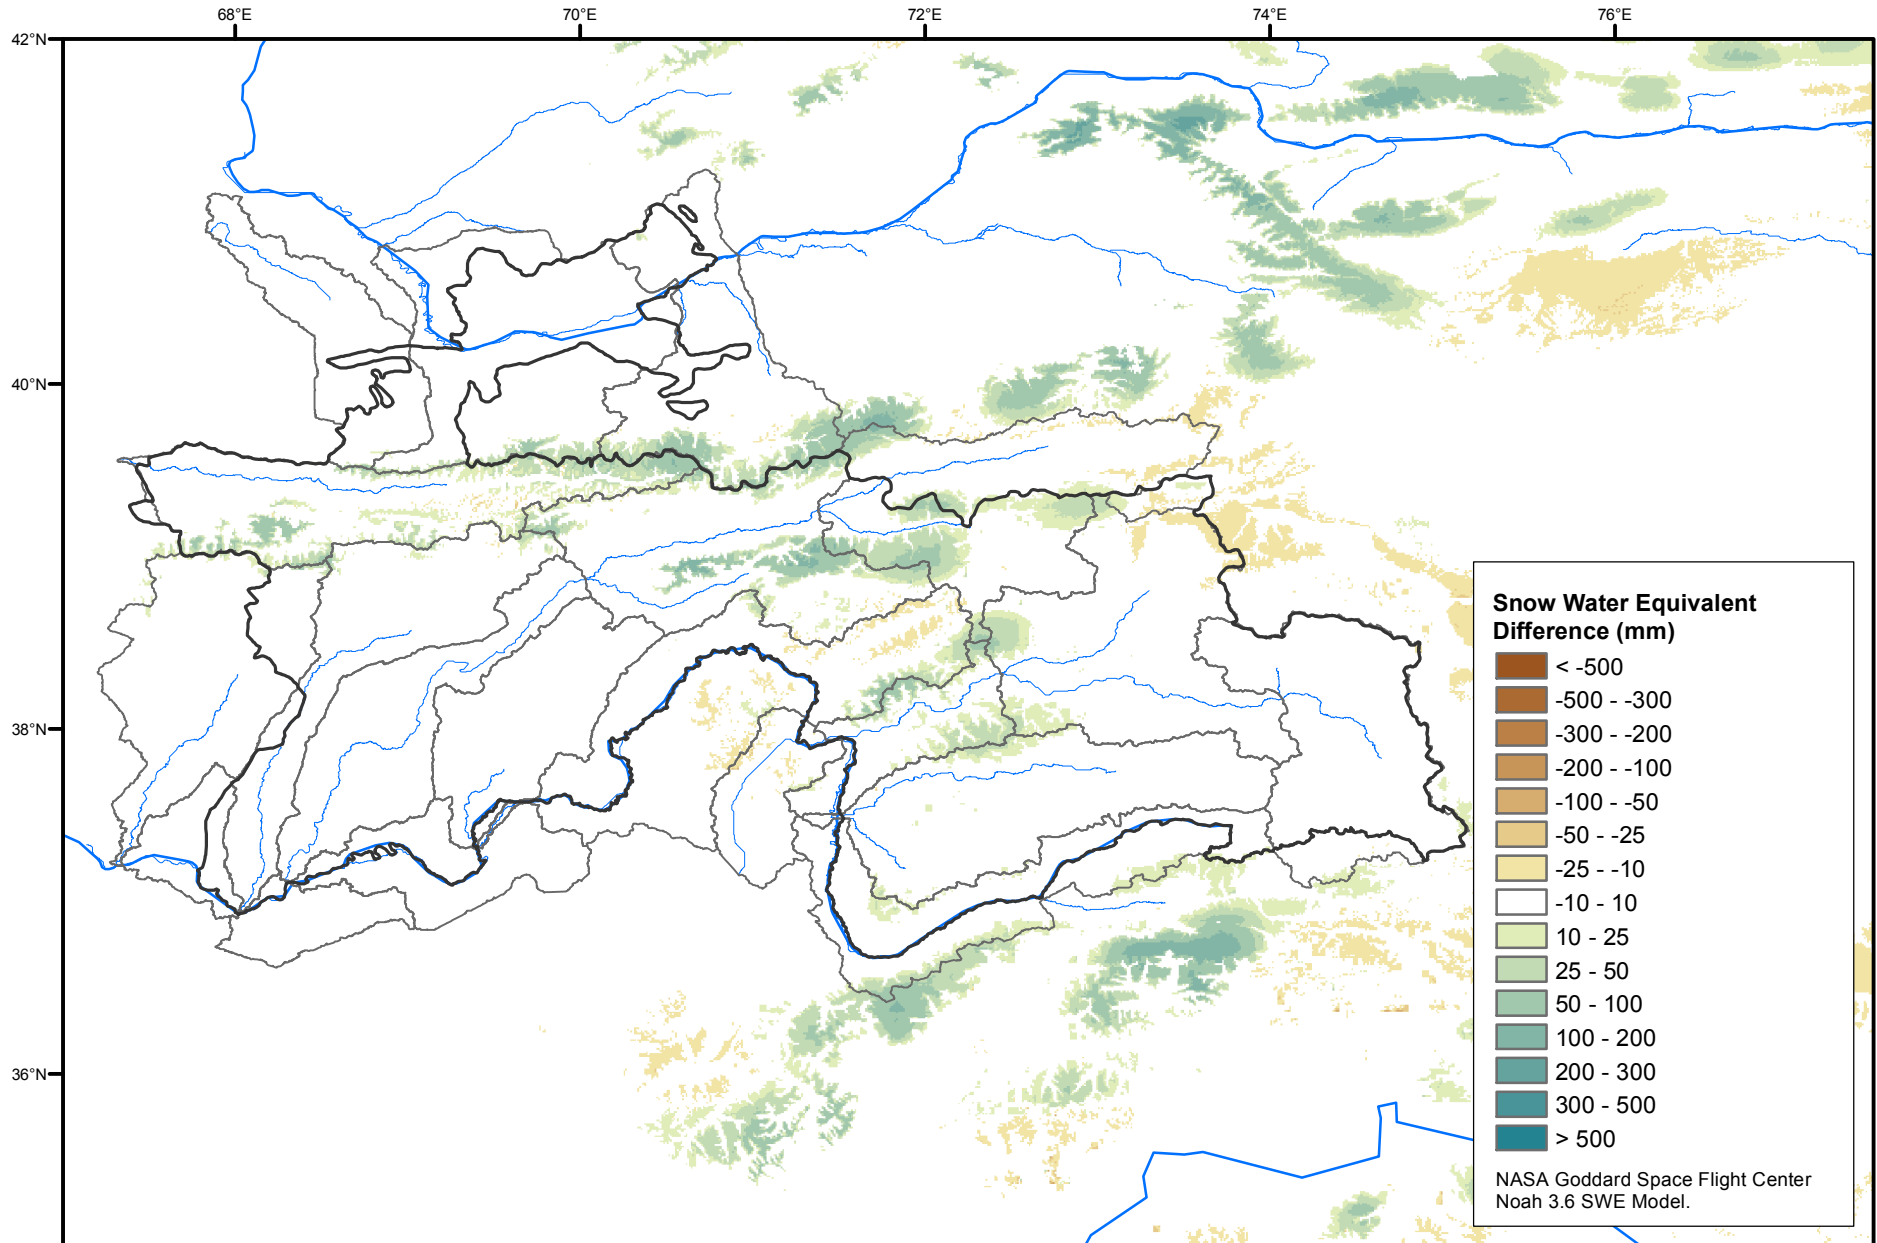 68°E 70°E 72°E 74°E 76°E
42°N
40°N
38°N
36°N
Snow Water Equivalent
Difference (mm)
< -500
-500 - -300
-300 - -200
-200 - -100
-100 - -50
-50 - -25
-25 - -10
-10 - 10
10 - 25
25 - 50
50 - 100
100 - 200
200 - 300
300 - 500
> 500
NASA Goddard Space Flight Center
Noah 3.6 SWE Model.